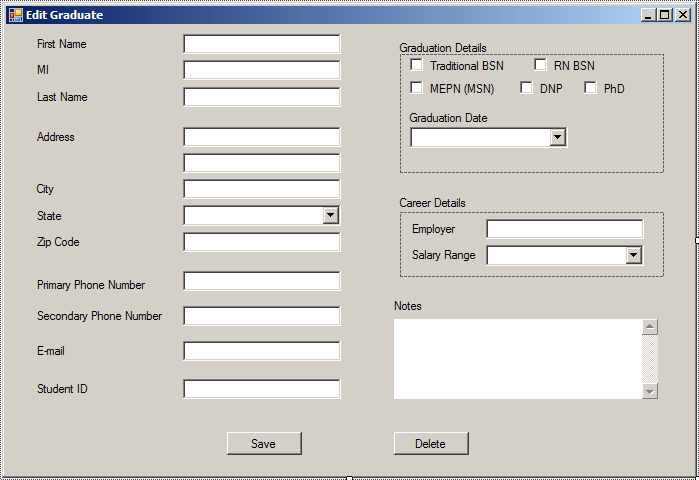 Edit Graduate
First Name
MI
Last Name
Address
City
State
Zip Code
Primary Phone Number
Secondary Phone Number
E-mail
Student ID
Graduation Details
Traditional BSN RN BSN
MEPN (MSN) DNP PhD
Graduation Date
Career Details
Employer
Salary Range
Notes
Save Delete